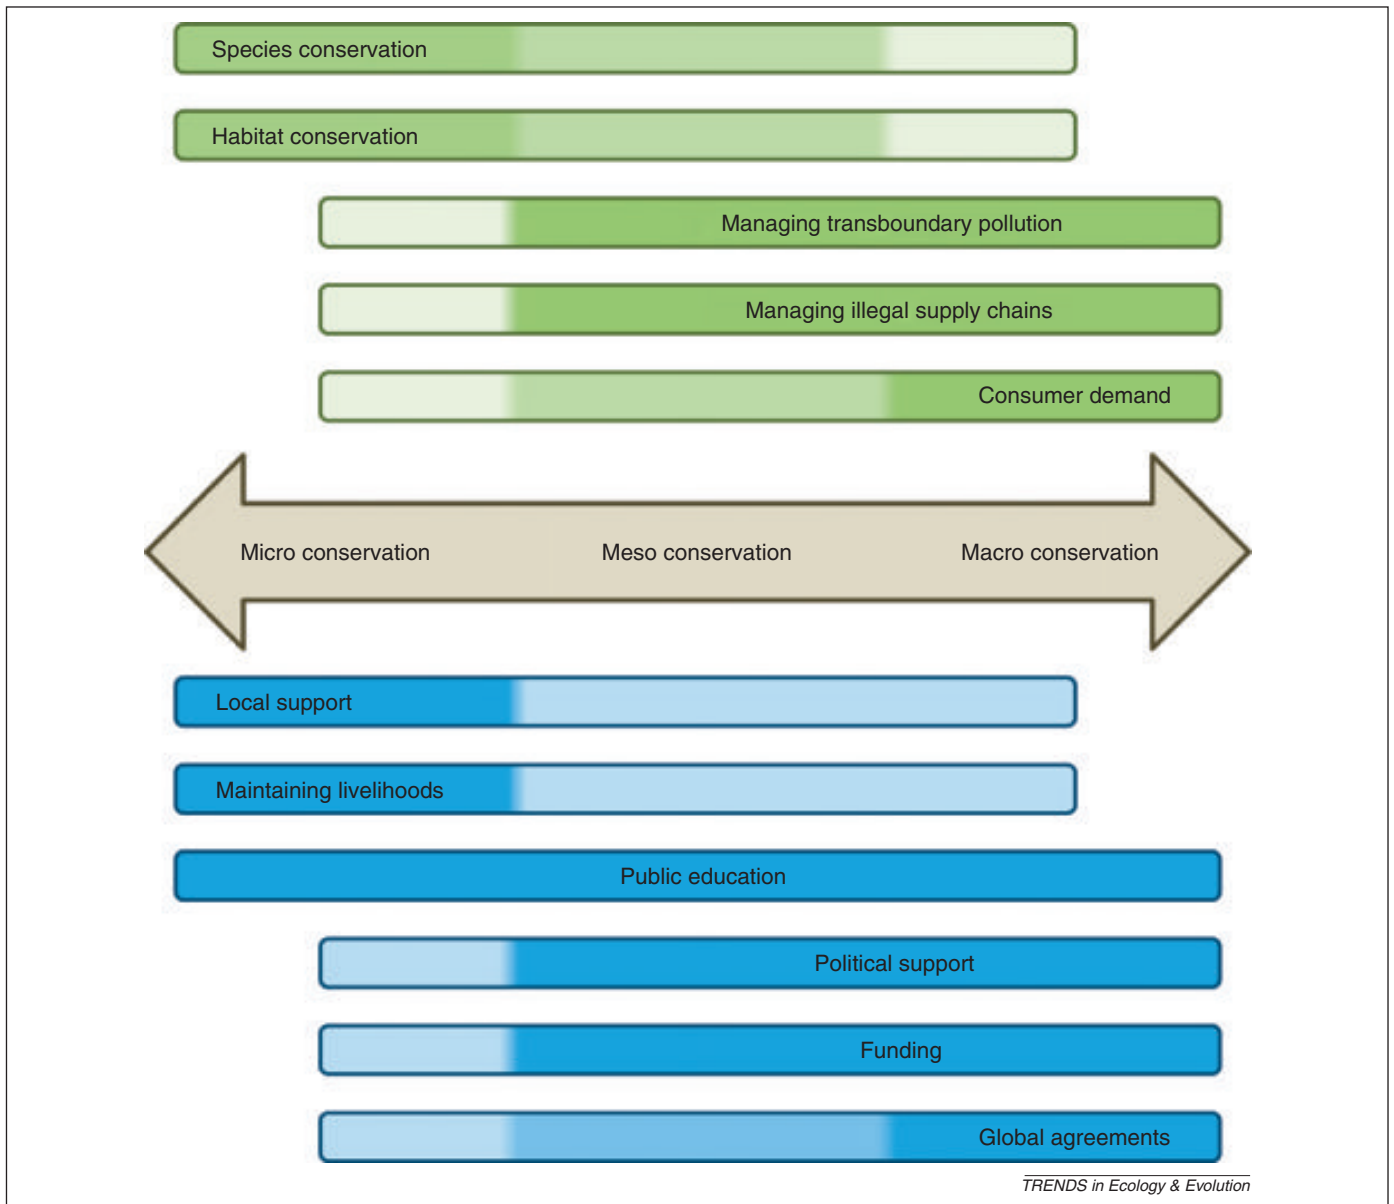 Species conservation
Habitat conservation
Managing transboundary pollution
Managing illegal supply chains
Consumer demand
Micro conservation
Meso conservation
Macro conservation
Local support
Maintaining livelihoods
Public education
Political support
Funding
Global agreements
TRENDS in Ecology & Evolution